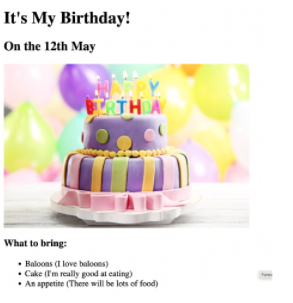 It's My Birthday!
On the 12th May
HAPPY
BIRTHDAY
What to bring:
Baloons (I love baloons)
Cake (I'm really good at eating)
An appetite (There will be lots of food)